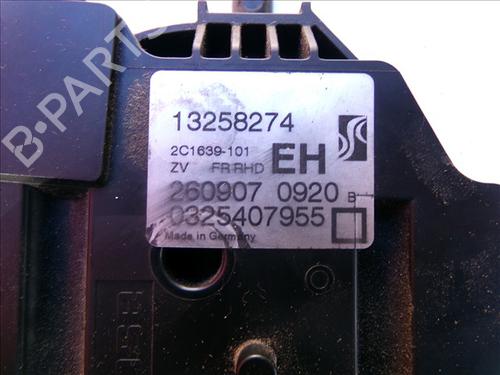 B-PARTS
13258274
2C1639-101
ZV FR RHD EH
260907 0920 B
0325407955
Made in Germany